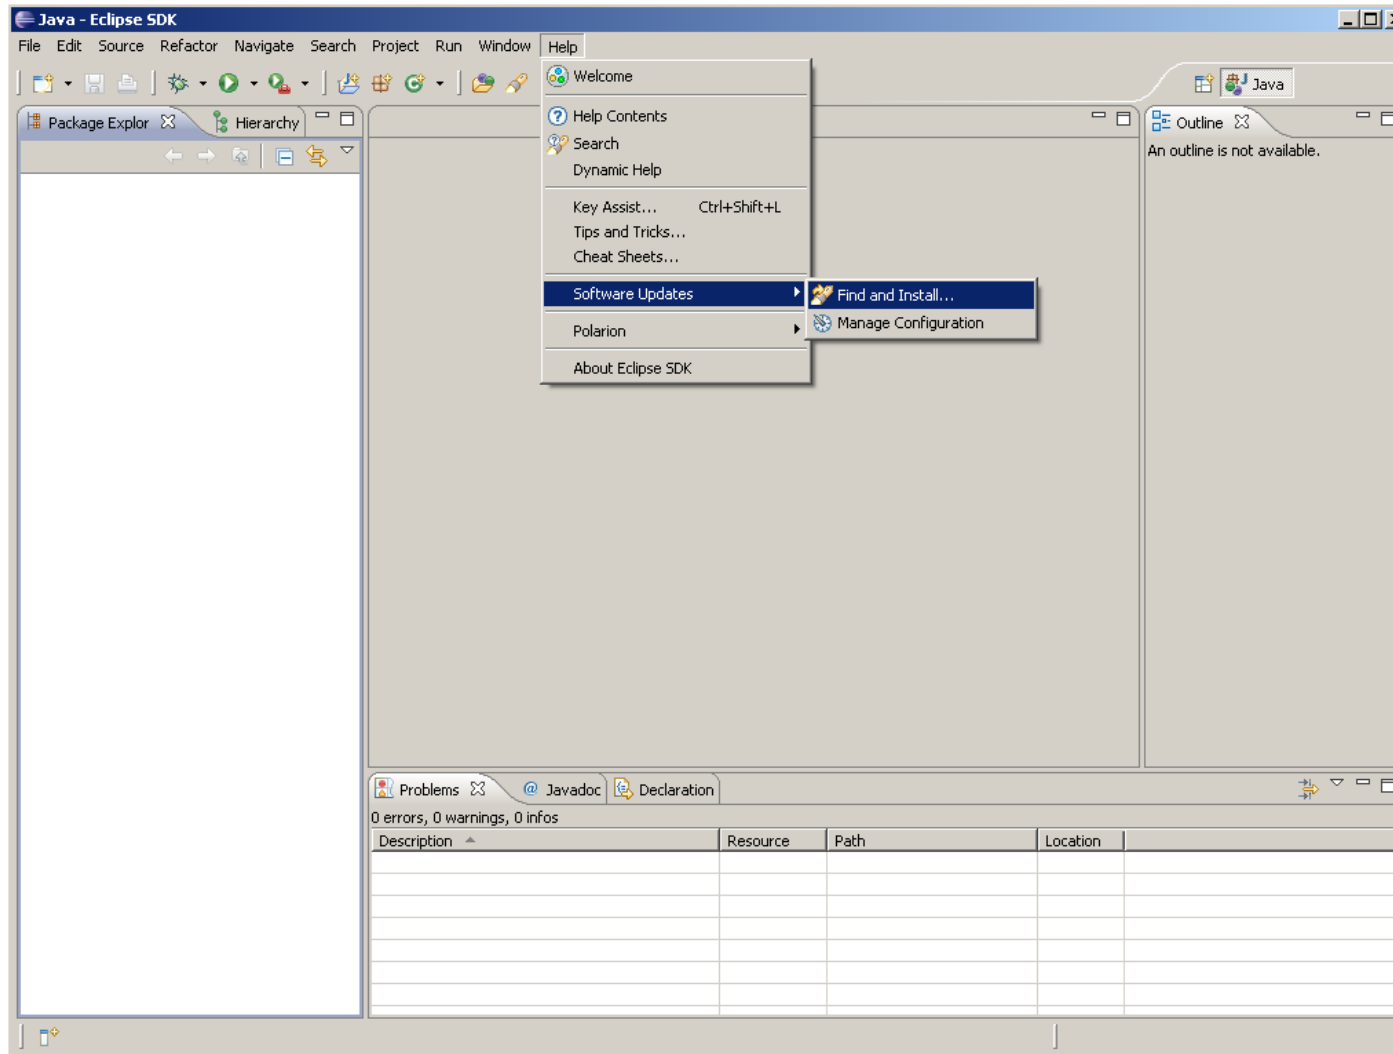 Java - Eclipse SDK
File Edit Source Refactor Navigate Search Project Run Window Help
Java
Package Explor
Hierarchy
Outline
An outline is not available.
Welcome
Help Contents
Search
Dynamic Help
Key Assist... Ctrl+Shift+L
Tips and Tricks...
Cheat Sheets...
Software Updates
Find and Install...
Manage Configuration
Polarion
About Eclipse SDK
Problems
@ Javadoc
Declaration
0 errors, 0 warnings, 0 infos
Description Resource Path Location